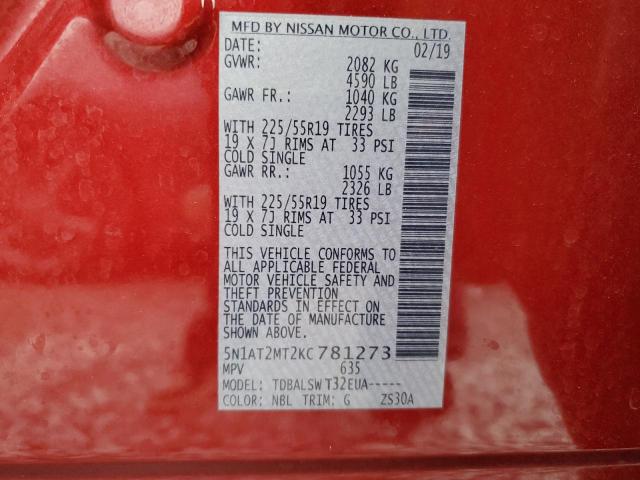 MFD BY NISSAN MOTOR CO., LTD.
DATE: 02/19
GVWR: 2082 KG
4590 LB
GAWR FR.: 1040 KG
2293 LB
WITH 225/55R19 TIRES
19 X 7J RIMS AT 33 PSI
COLD SINGLE
GAWR RR.: 1055 KG
2326 LB
WITH 225/55R19 TIRES
19 X 7J RIMS AT 33 PSI
COLD SINGLE
THIS VEHICLE CONFORMS TO
ALL APPLICABLE FEDERAL
MOTOR VEHICLE SAFETY AND
THEFT PREVENTION
STANDARDS IN EFFECT ON
THE DATE OF MANUFACTURE
SHOWN ABOVE.
5N1AT2MT2KC781273
MPV 635
MODEL: TDBALSWT32EUA-----
COLOR: NBL TRIM: G ZS30A